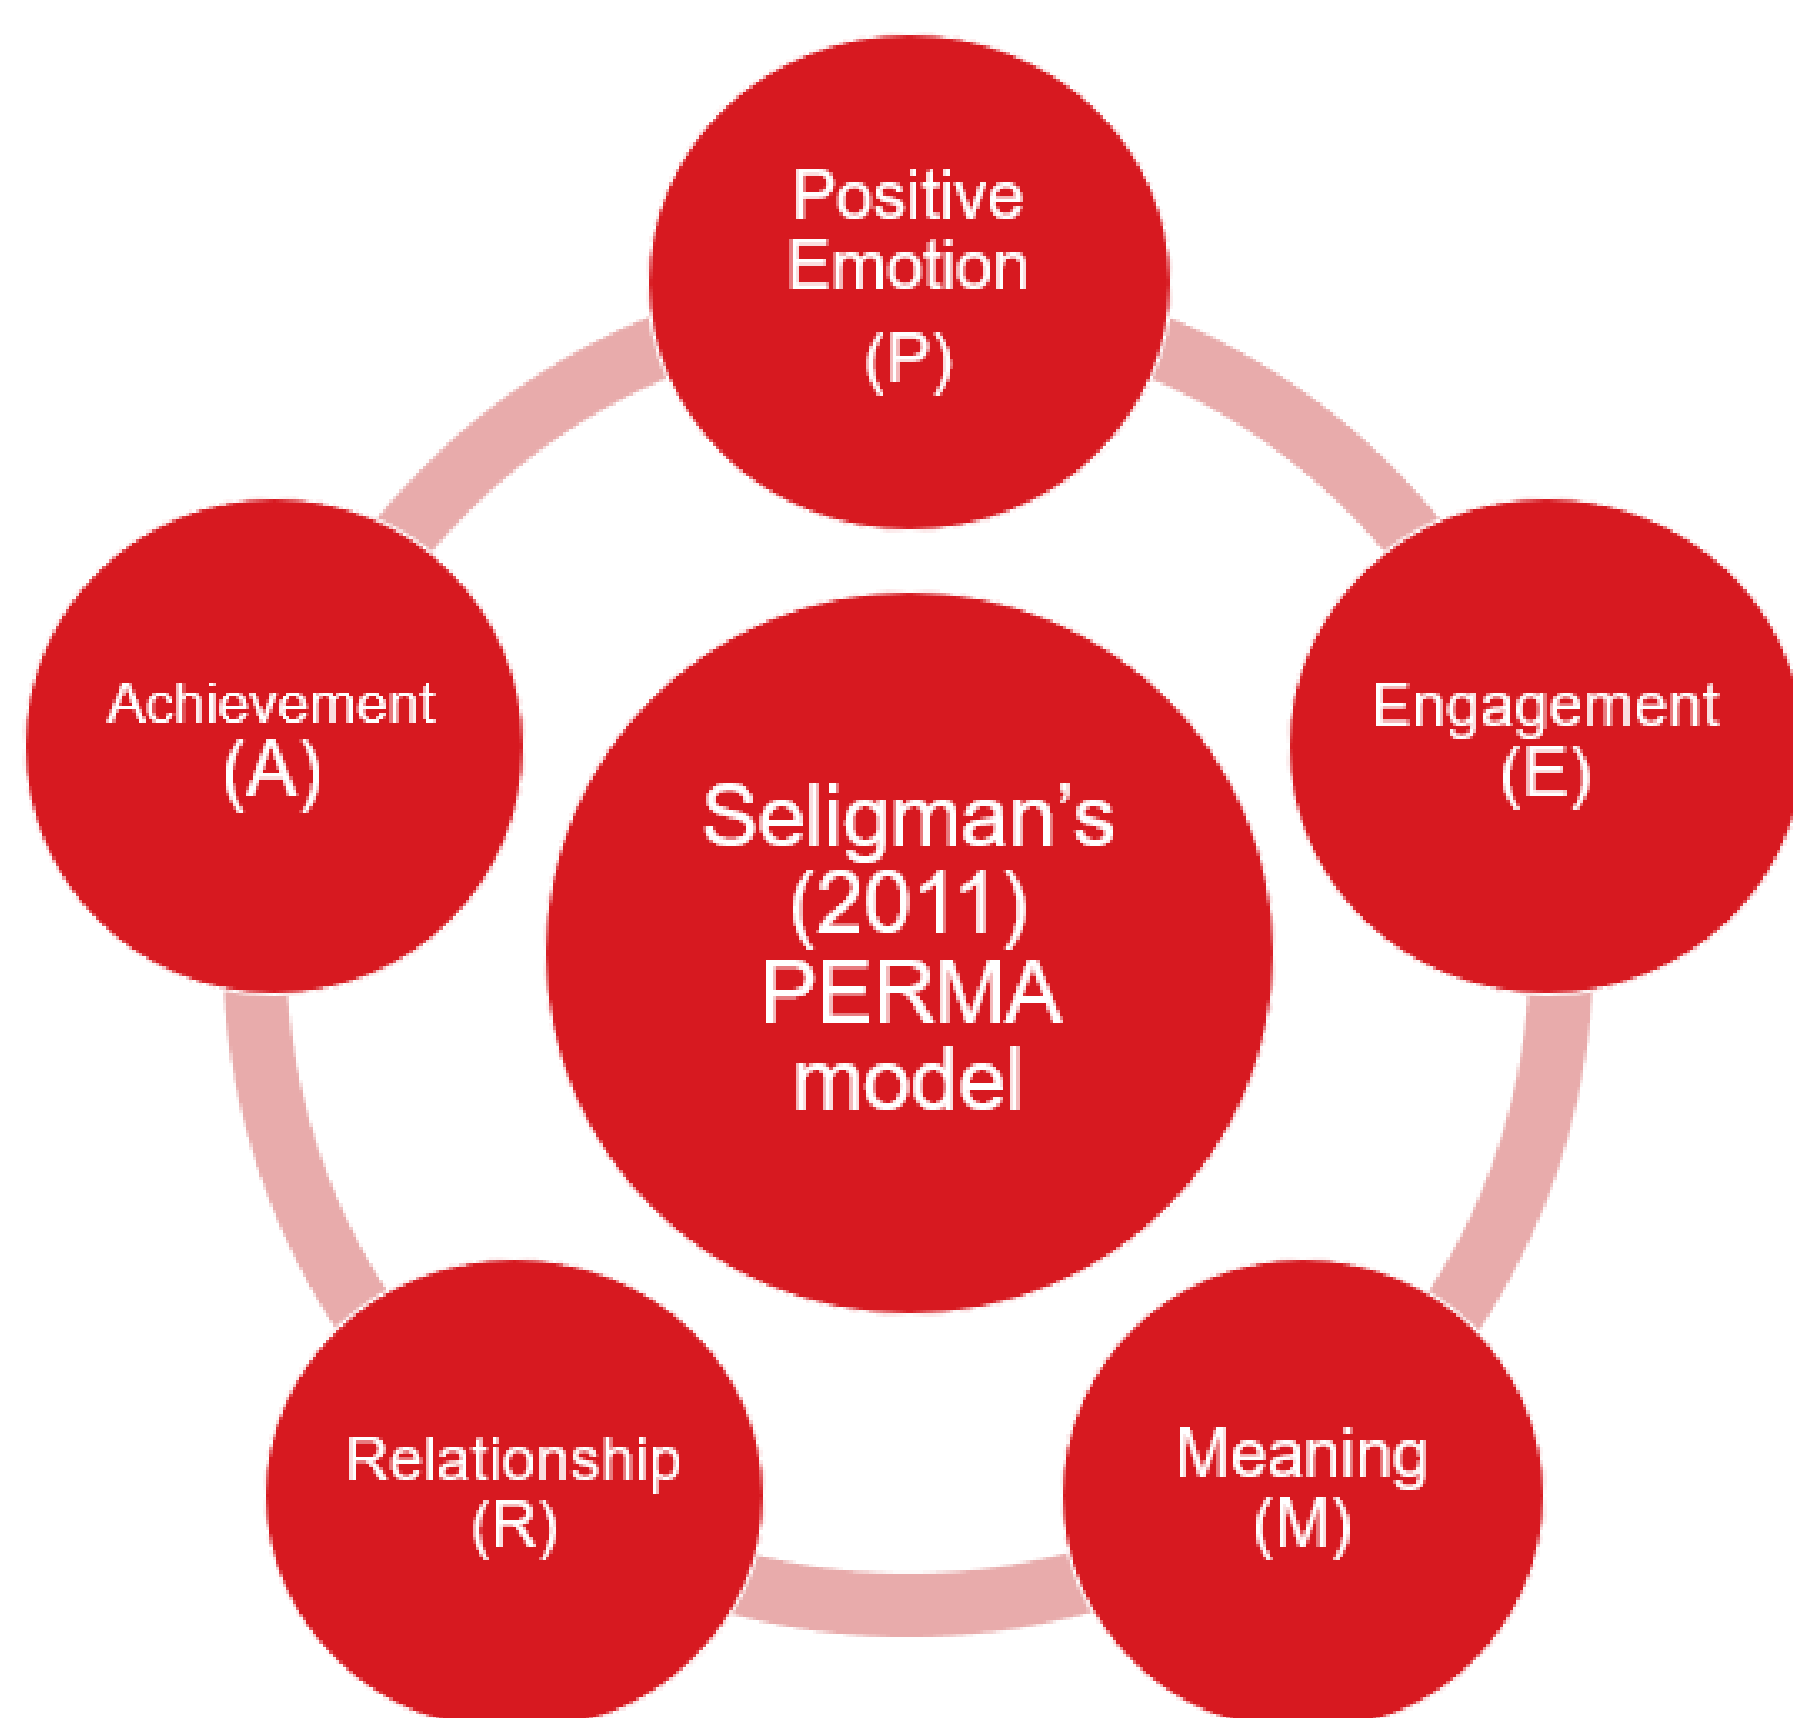 Positive
Emotion
(P)
Achievement
(A)
Engagement
(E)
Seligman’s
(2011)
PERMA
model
Relationship
(R)
Meaning
(M)